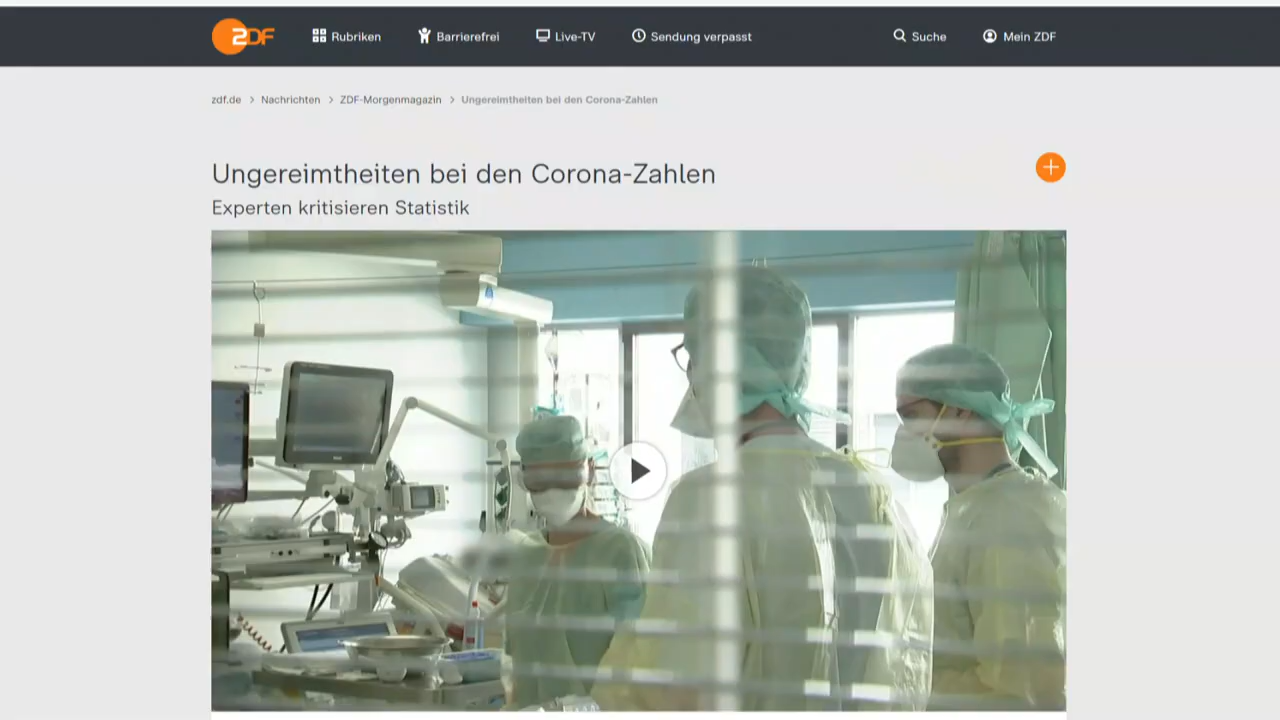 ZDF
Rubriken
Barrierefrei
Live-TV
Sendung verpasst
Suche
Mein ZDF
zdf.de > Nachrichten > ZDF-Morgenmagazin > Ungereimtheiten bei den Corona-Zahlen
Ungereimtheiten bei den Corona-Zahlen
Experten kritisieren Statistik